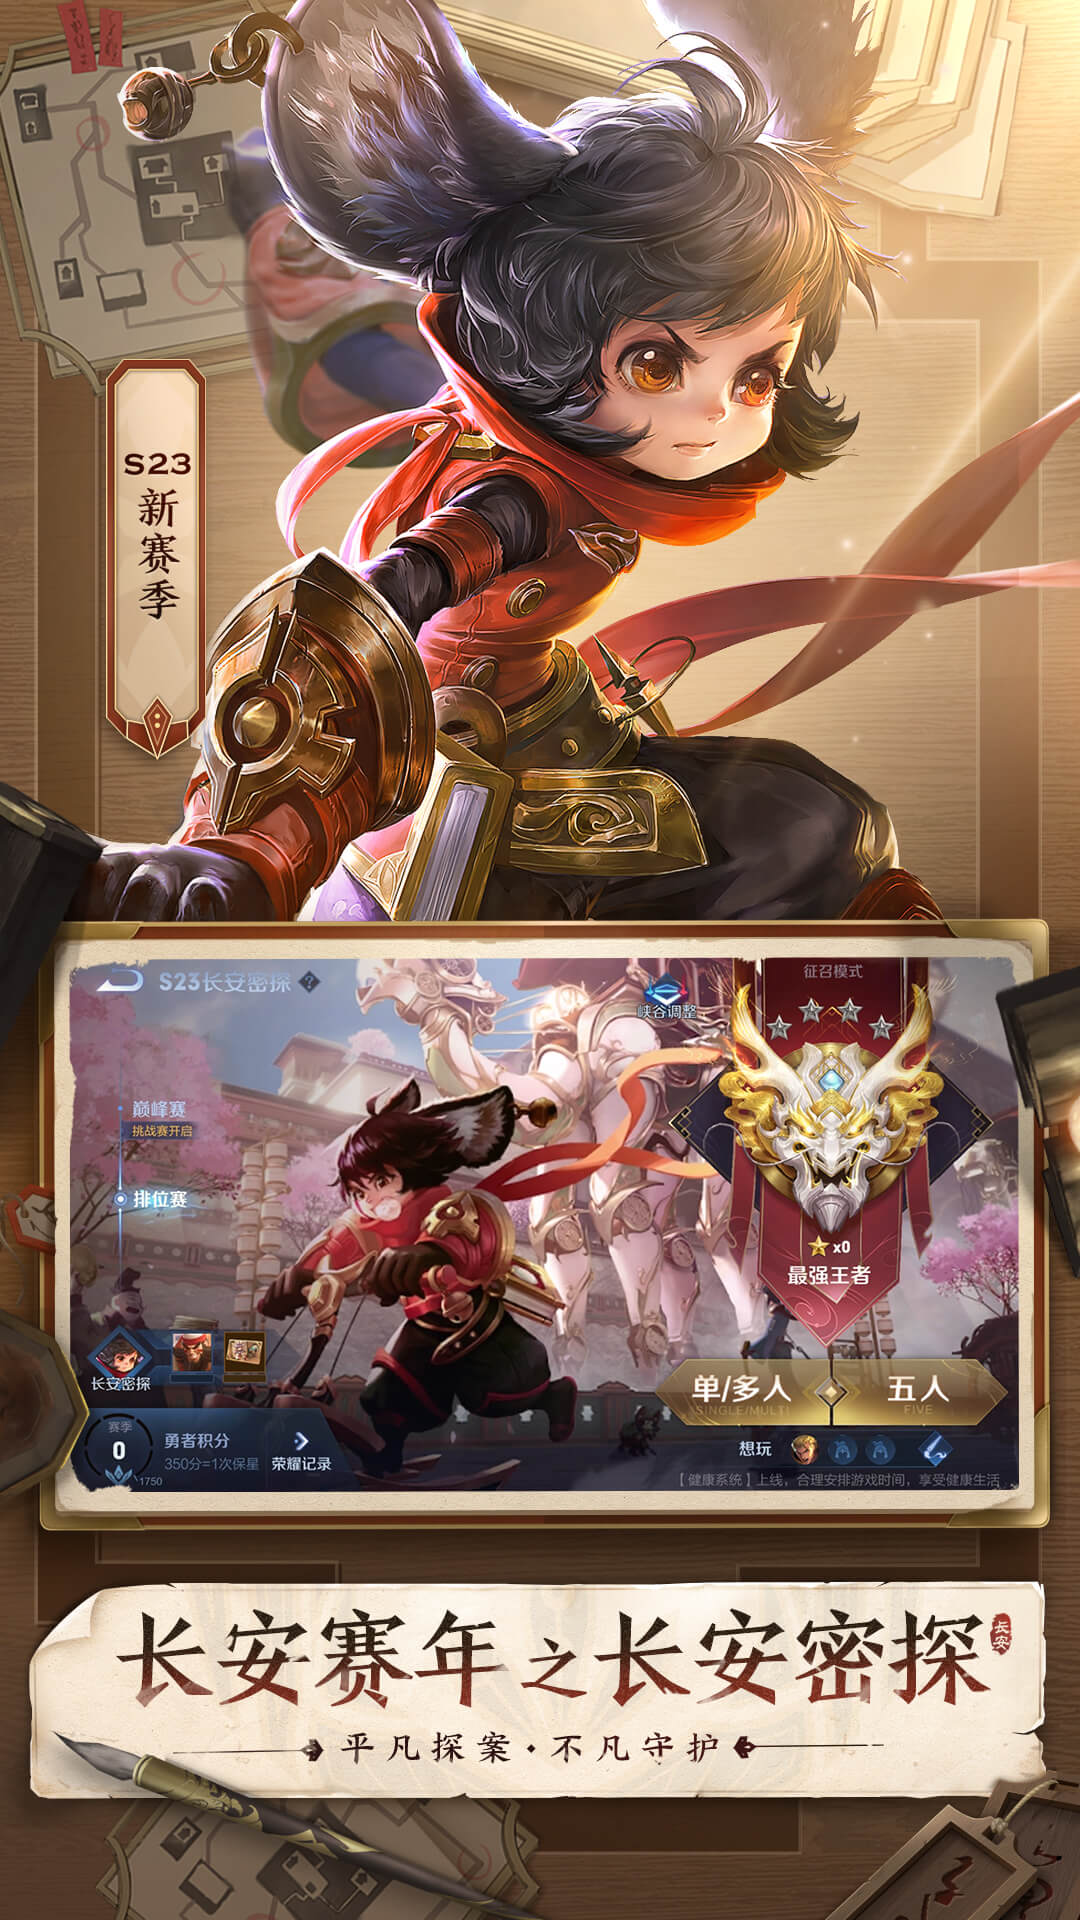 S23
新赛季
S23长安密探
?
峡谷调整
征召模式
巅峰赛
挑战赛开启
排位赛
x0
最强王者
长安密探
单/多人
SINGLE/MULTI
五人
FIVE
赛季
0
1750
勇者积分
350分=1次保星
荣耀记录
想玩
【健康系统】上线，合理安排游戏时间，享受健康生活
长安赛年之长安密探
长安
平凡探案·不凡守护